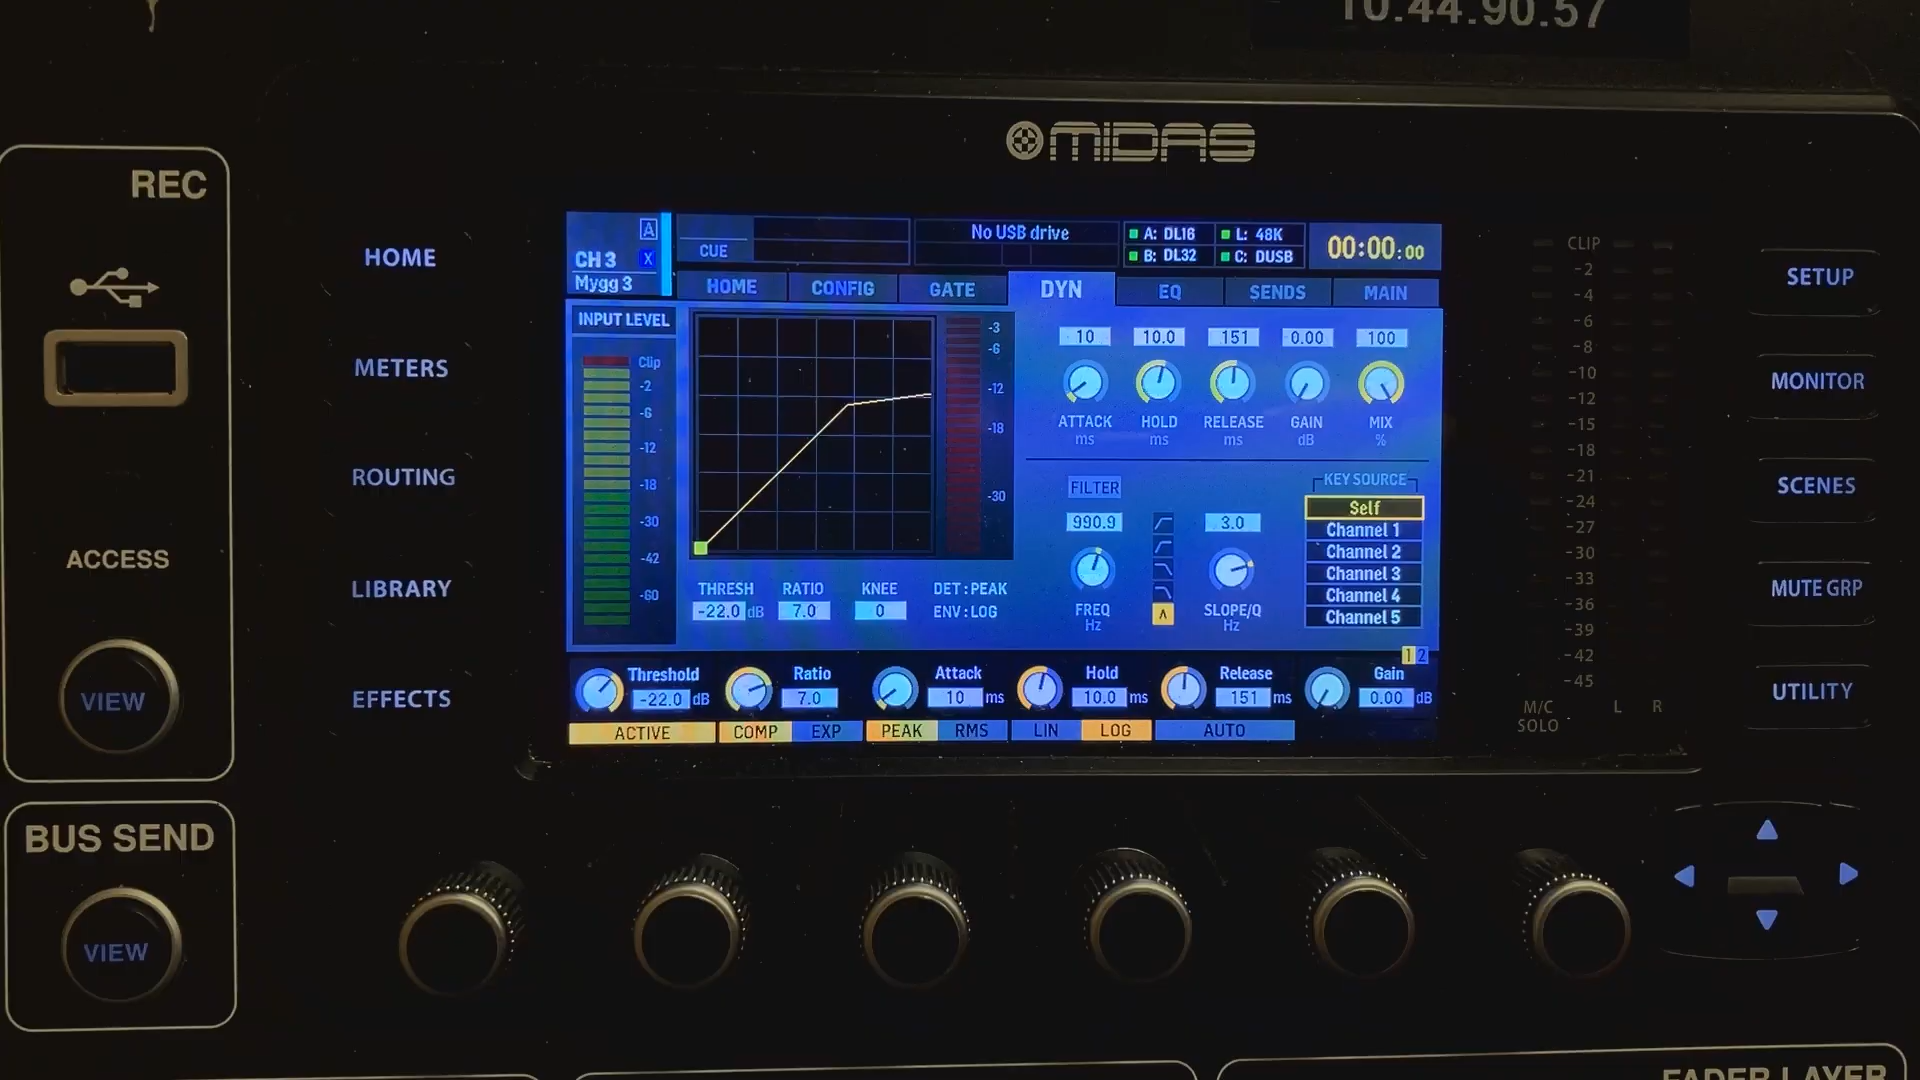 10.44.90.57
MIDAS
REC
ACCESS
VIEW
BUS SEND
VIEW
HOME
METERS
ROUTING
LIBRARY
EFFECTS
A
CH 3 X
Mygg 3
CUE
No USB drive
A: DL16 L: 48K
B: DL32 C: DUSB
00:00:00
HOME CONFIG GATE DYN EQ SENDS MAIN
INPUT LEVEL
Clip
-2
-6
-12
-18
-30
-42
-60
-3
-6
-12
-18
-30
THRESH RATIO KNEE DET : PEAK
-22.0 dB 7.0 0 ENV : LOG
10 10.0 151 0.00 100
ATTACK HOLD RELEASE GAIN MIX
ms ms ms dB %
FILTER
990.9 3.0
FREQ SLOPE/Q
Hz Hz
KEY SOURCE
Self
Channel 1
Channel 2
Channel 3
Channel 4
Channel 5
1 2
Threshold Ratio Attack Hold Release Gain
-22.0 dB 7.0 10 ms 10.0 ms 151 ms 0.00 dB
ACTIVE COMP EXP PEAK RMS LIN LOG AUTO
CLIP
-2
-4
-6
-8
-10
-12
-15
-18
-21
-24
-27
-30
-33
-36
-39
-42
-45
M/C L R
SOLO
SETUP
MONITOR
SCENES
MUTE GRP
UTILITY
FADER LAYER